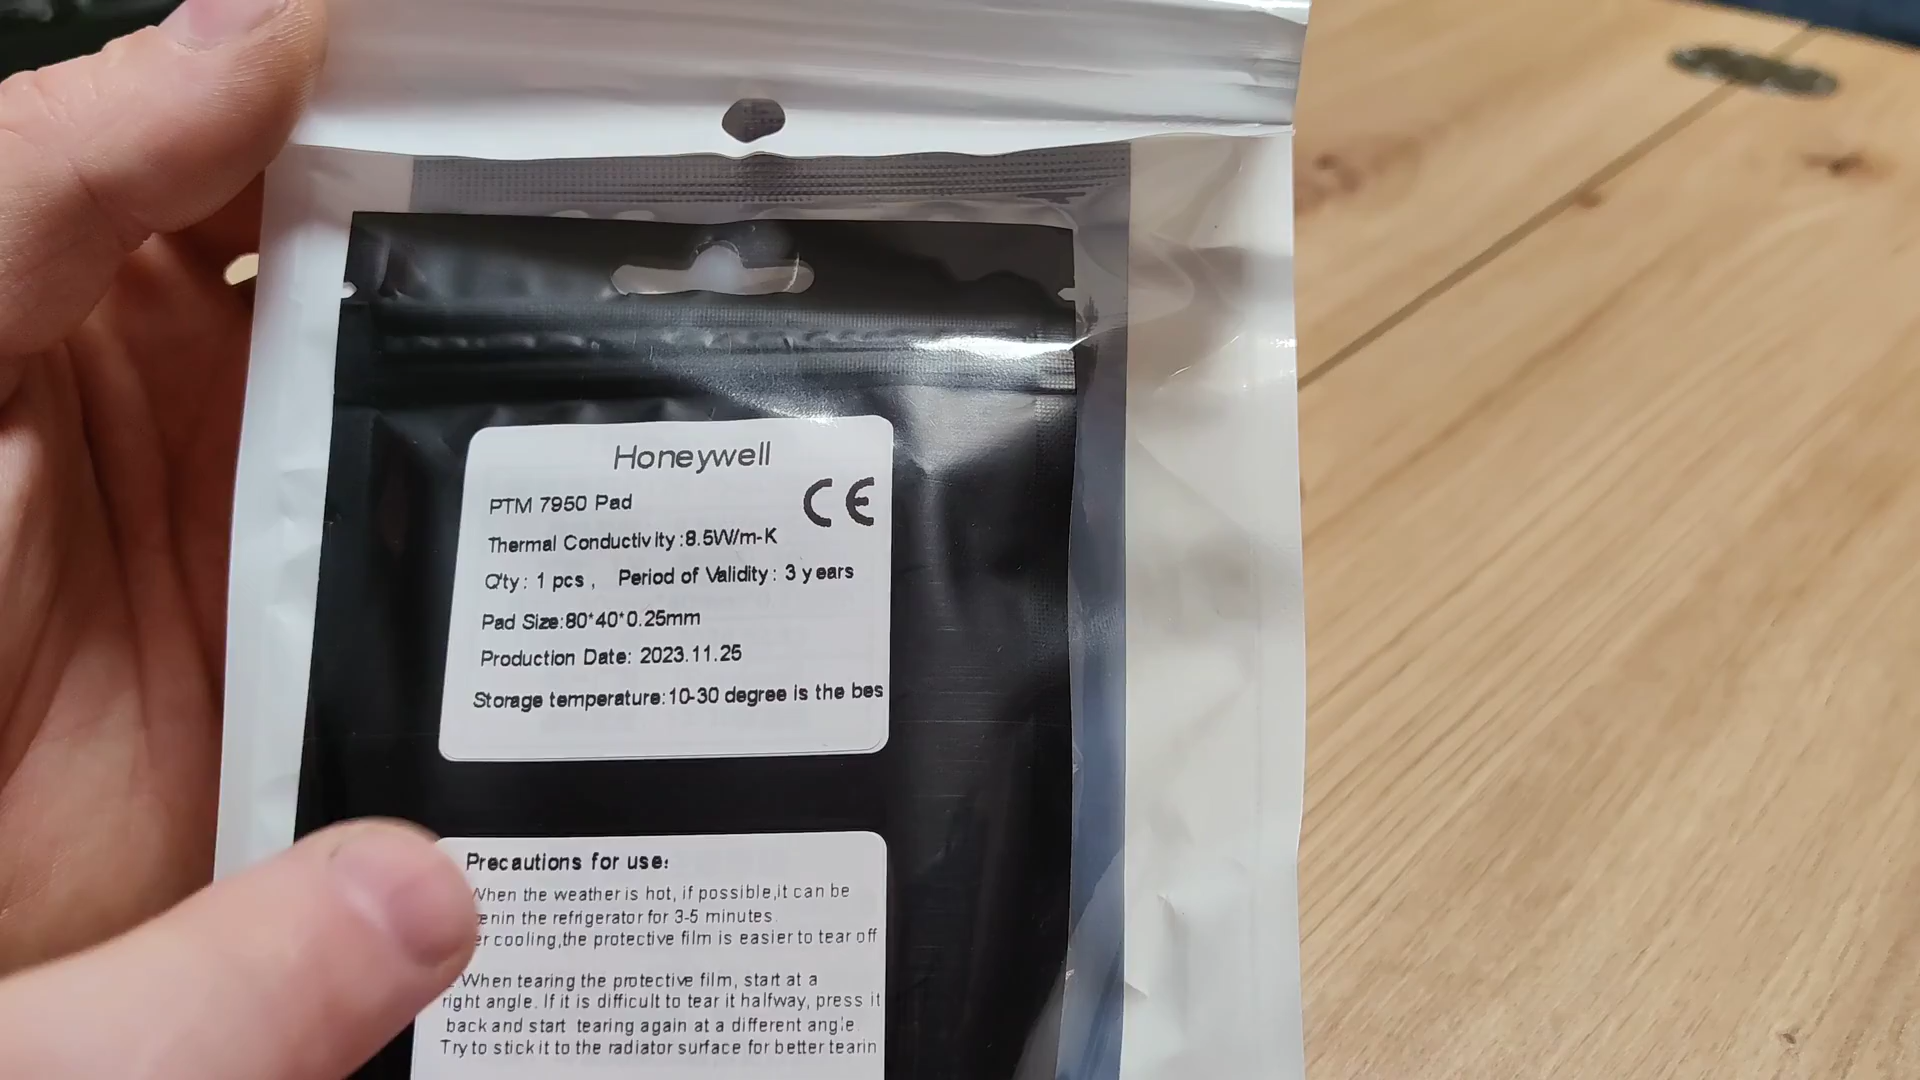 Honeywell
CE
PTM 7950 Pad
Thermal Conductivity:8.5W/m-K
Q'ty: 1 pcs, Period of Validity: 3 years
Pad Size:80*40*0.25mm
Production Date: 2023.11.25
Storage temperature:10-30 degree is the bes
Precautions for use:
When the weather is hot, if possible,it can be
in the refrigerator for 3-5 minutes.
cooling,the protective film is easier to tear off
When tearing the protective film, start at a
right angle. If it is difficult to tear it halfway, press it
back and start tearing again at a different angle.
Try to stick it to the radiator surface for better tearin